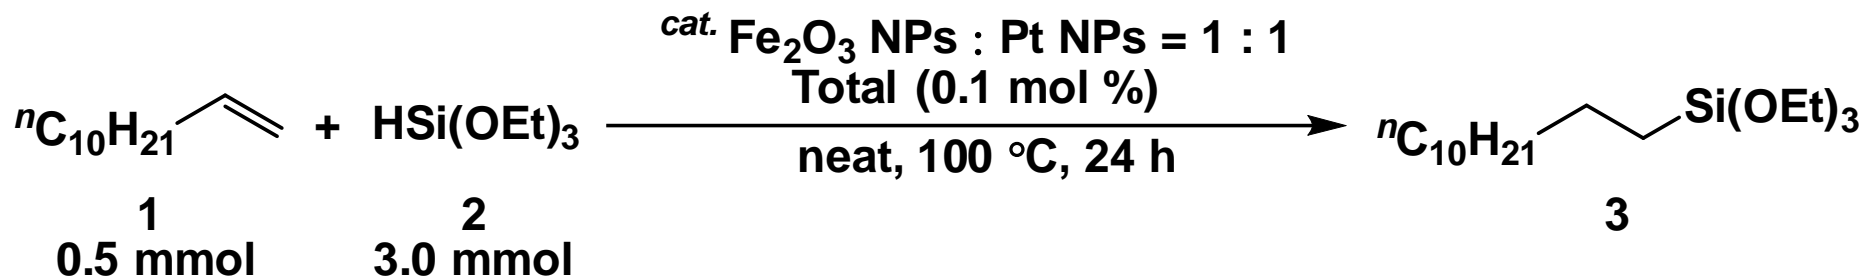 cat. Fe₂O₃ NPs : Pt NPs = 1 : 1
Total (0.1 mol %)
ⁿC₁₀H₂₁ + HSi(OEt)₃ Si(OEt)₃
ⁿC₁₀H₂₁
neat, 100 °C, 24 h
1 2 3
0.5 mmol 3.0 mmol